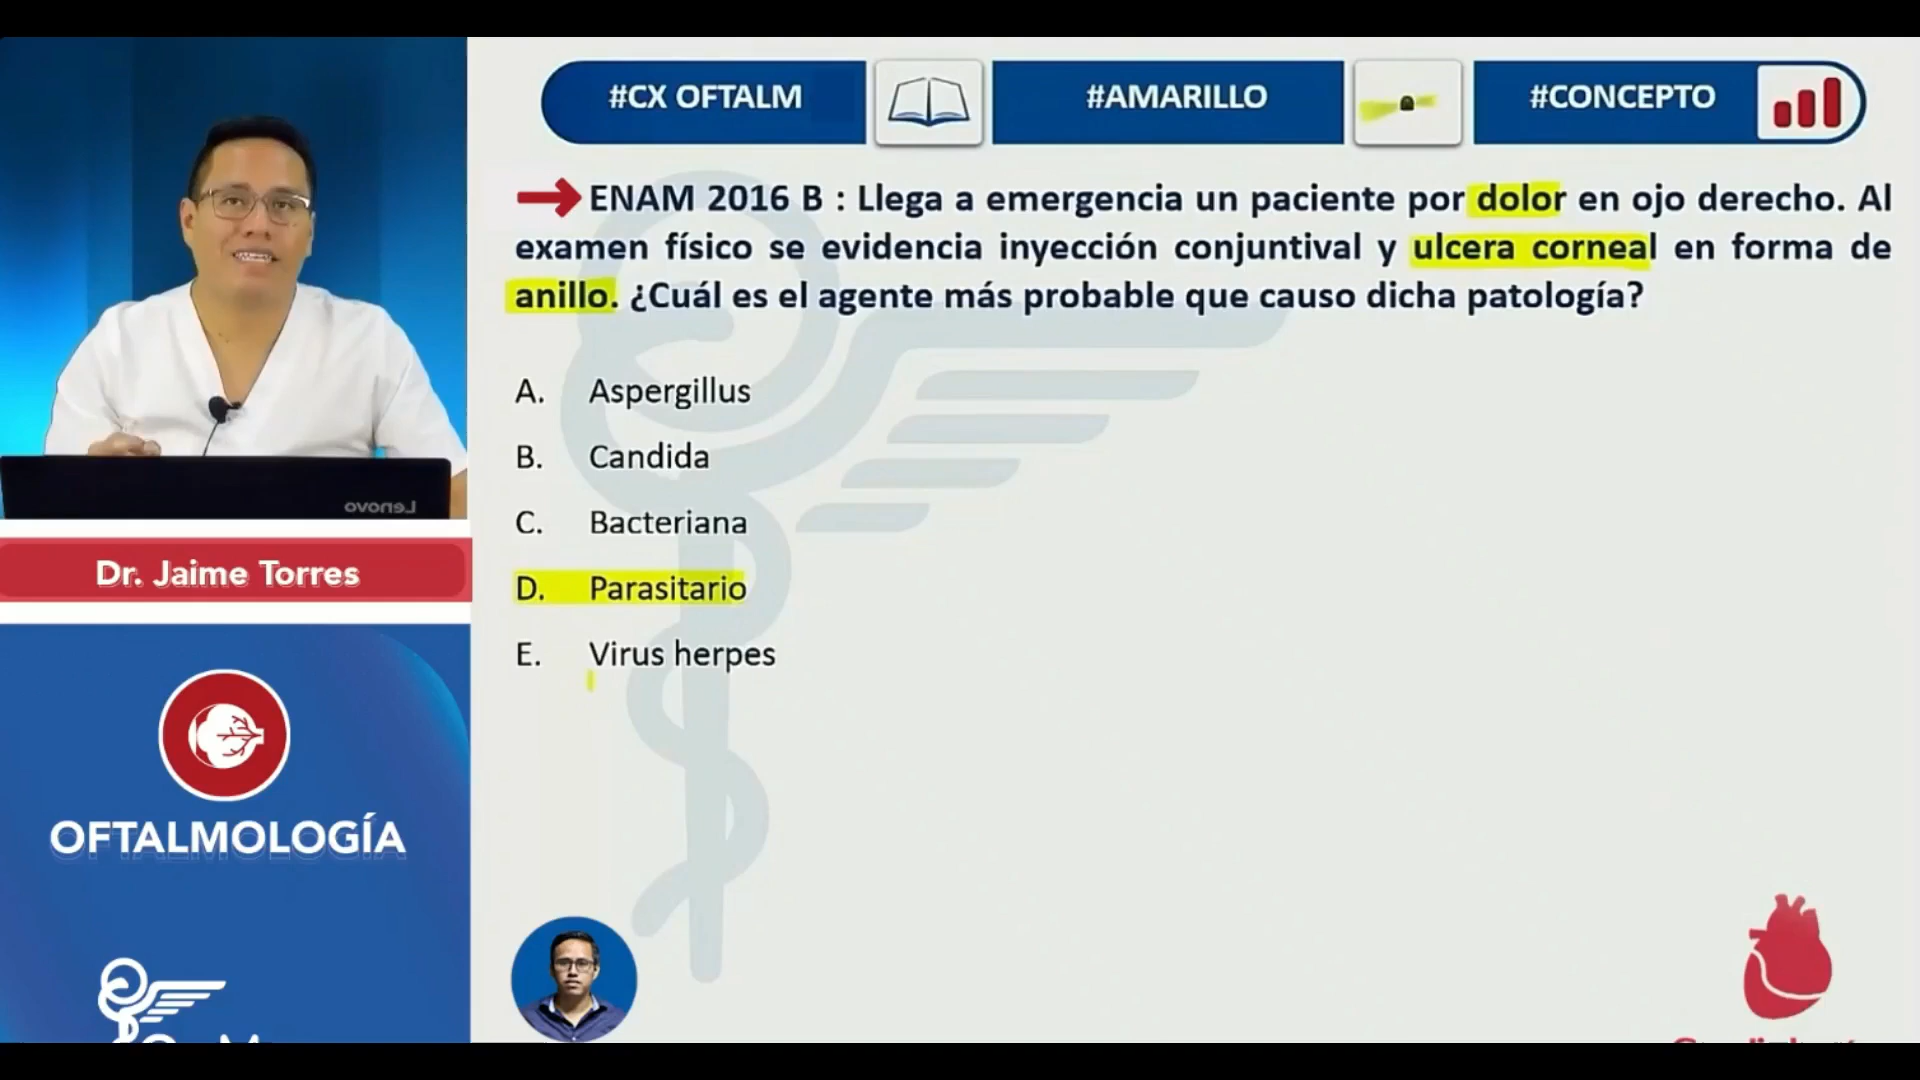 #CX OFTALM
#AMARILLO
#CONCEPTO
ENAM 2016 B : Llega a emergencia un paciente por dolor en ojo derecho. Al
examen físico se evidencia inyección conjuntival y ulcera corneal en forma de
anillo. ¿Cuál es el agente más probable que causo dicha patología?
A. Aspergillus
B. Candida
C. Bacteriana
D. Parasitario
E. Virus herpes
Lenovo
Dr. Jaime Torres
OFTALMOLOGÍA